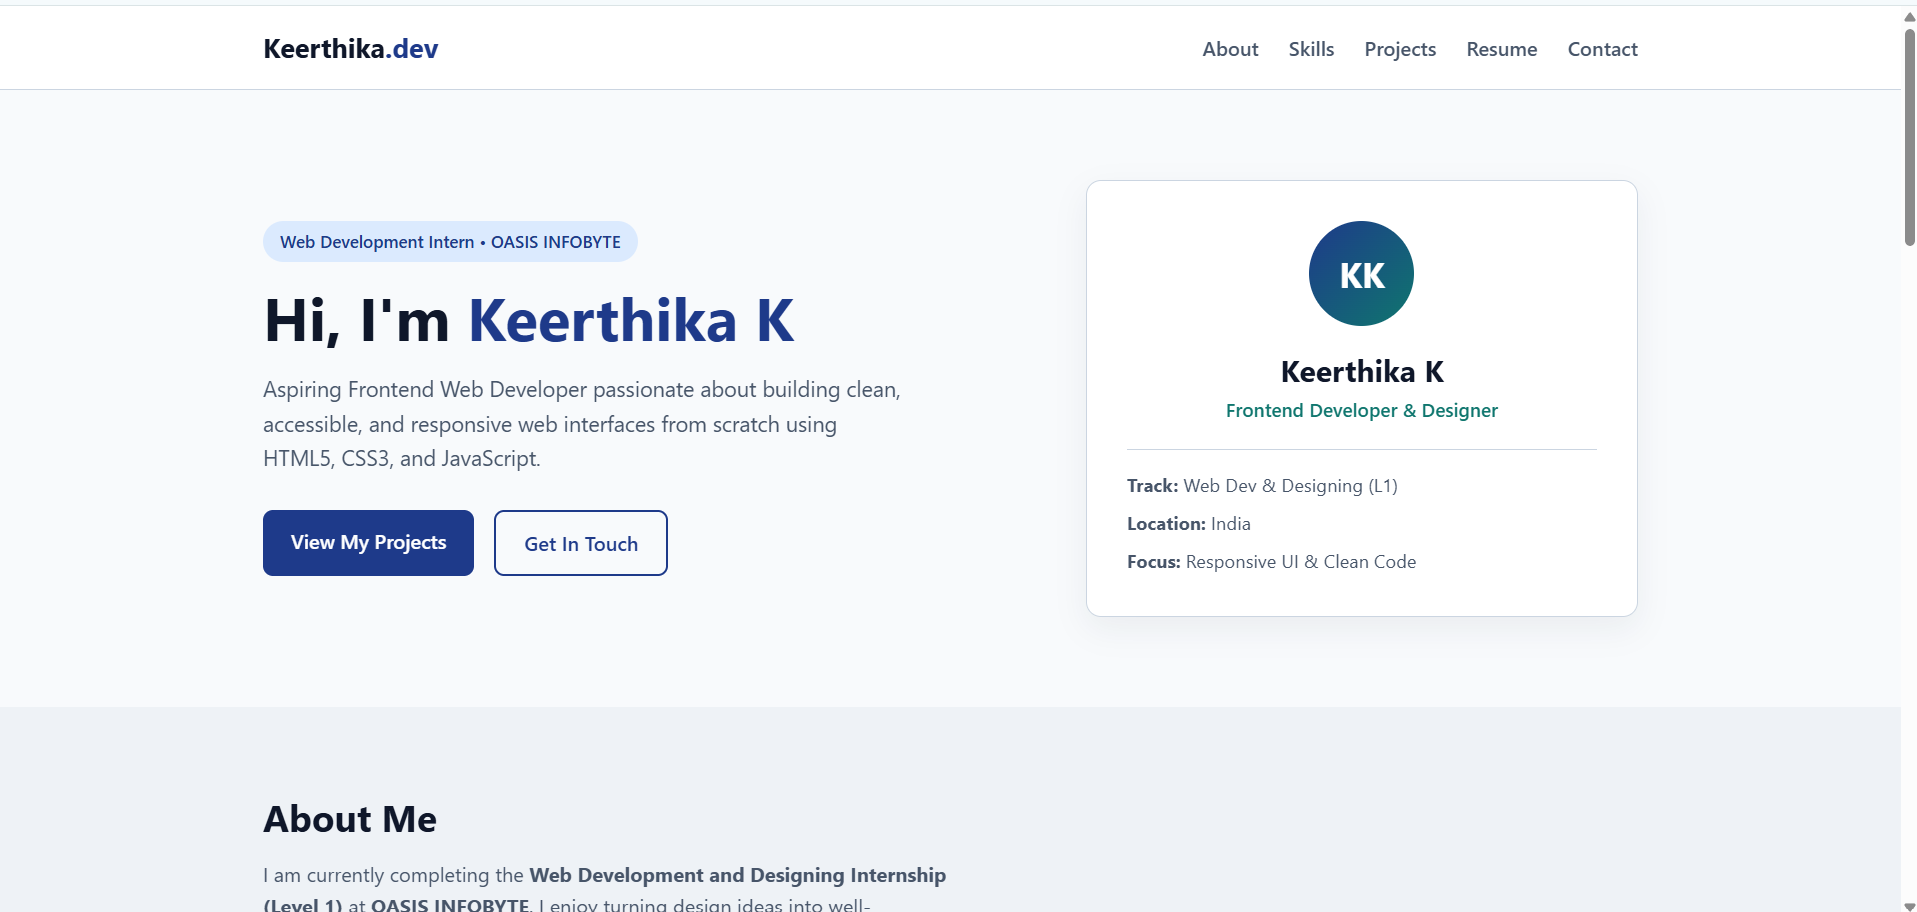 Keerthika.dev
About Skills Projects Resume Contact
Web Development Intern • OASIS INFOBYTE
Hi, I'm Keerthika K
Aspiring Frontend Web Developer passionate about building clean,
accessible, and responsive web interfaces from scratch using
HTML5, CSS3, and JavaScript.
View My Projects
Get In Touch
KK
Keerthika K
Frontend Developer & Designer
Track: Web Dev & Designing (L1)
Location: India
Focus: Responsive UI & Clean Code
About Me
I am currently completing the Web Development and Designing Internship
(Level 1) at OASIS INFOBYTE. I enjoy turning design ideas into well-